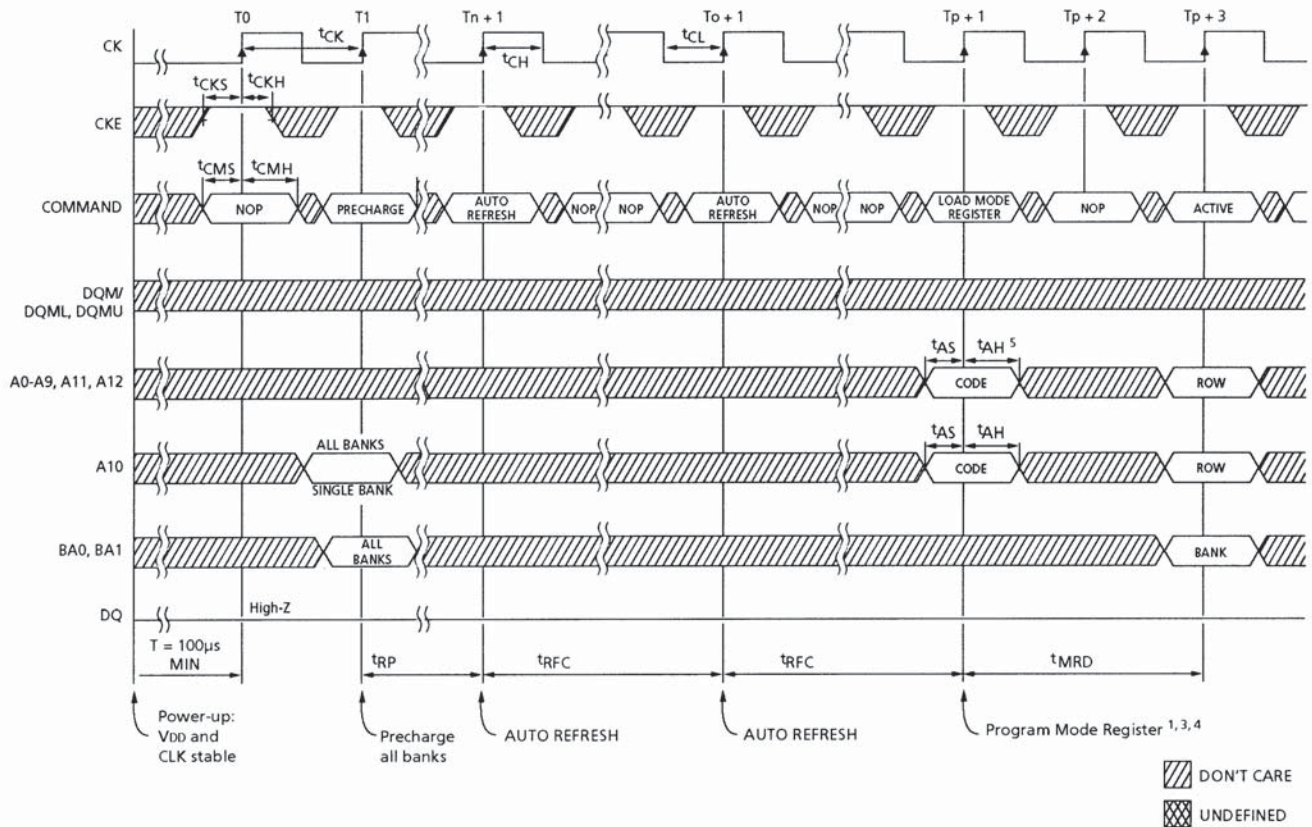 T0 T1 Tn + 1 To + 1 Tp + 1 Tp + 2 Tp + 3
CK tCK tCH tCL
tCKS tCKH
CKE
tCMS tCMH
COMMAND NOP PRECHARGE AUTO REFRESH NOP NOP AUTO REFRESH NOP NOP LOAD MODE REGISTER NOP ACTIVE
DQM/
DQML, DQMU
tAS tAH 5
A0-A9, A11, A12 CODE ROW
ALL BANKS tAS tAH
A10 CODE ROW
SINGLE BANK
BA0, BA1 ALL BANKS BANK
DQ High-Z
T = 100µs
MIN tRP tRFC tRFC tMRD
Power-up:
VDD and
CLK stable
Precharge
all banks
AUTO REFRESH
AUTO REFRESH
Program Mode Register 1, 3, 4
DON'T CARE
UNDEFINED